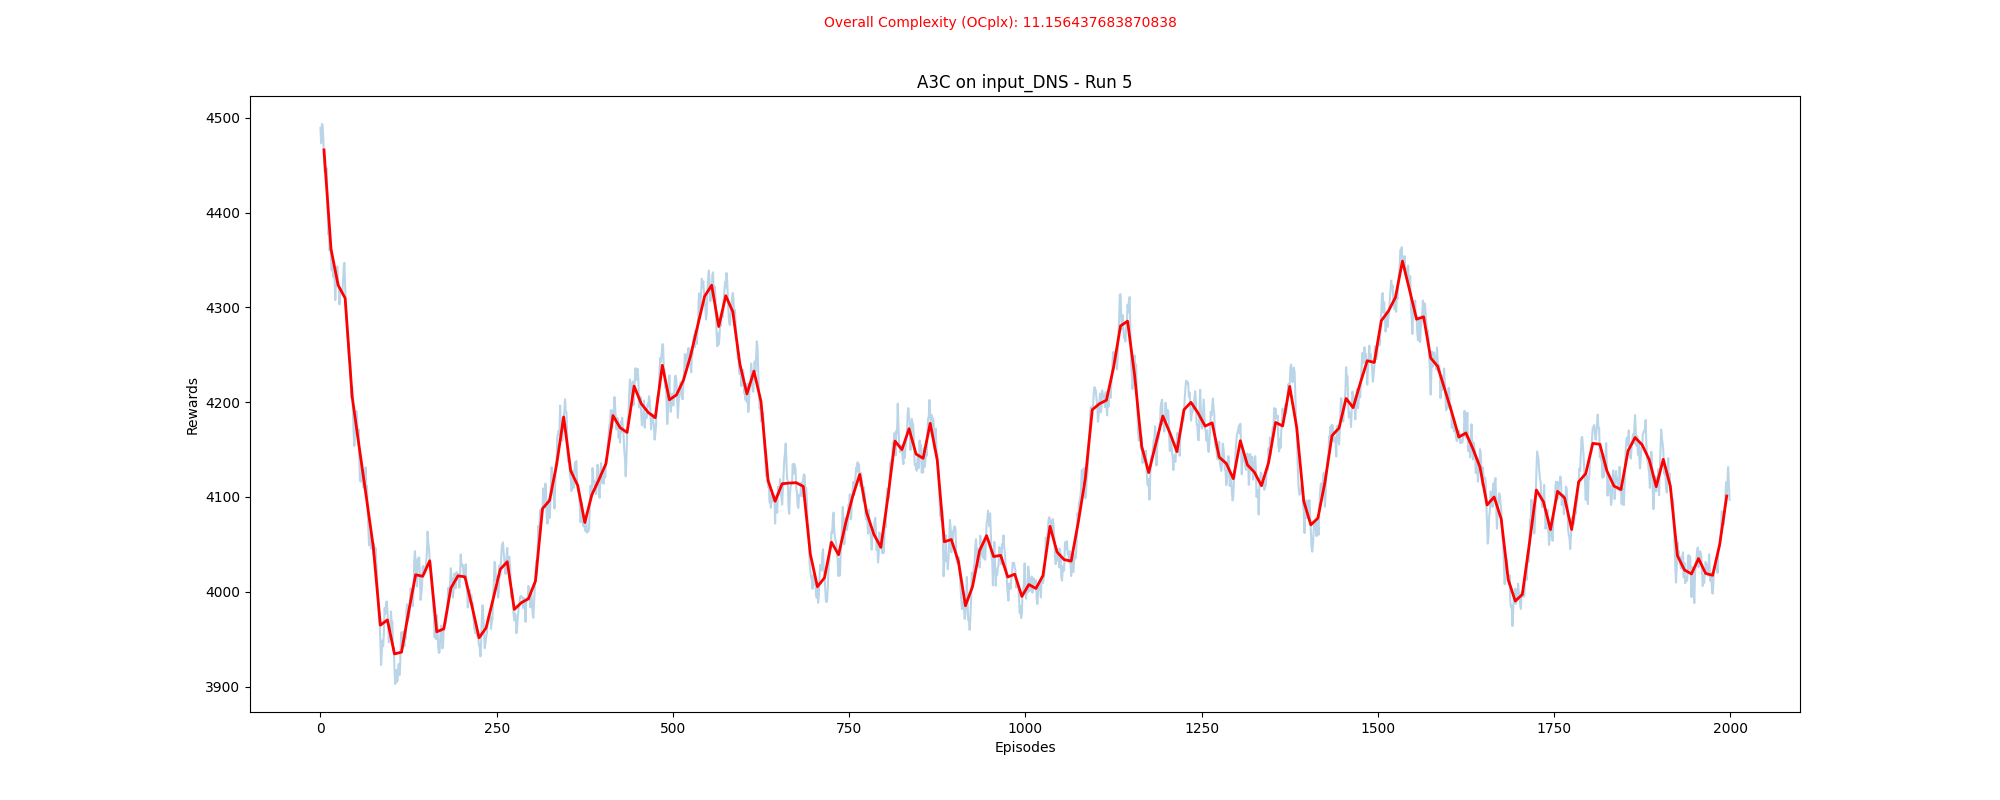 Overall Complexity (OCplx): 11.156437683870838
A3C on input_DNS - Run 5
4500
4400
4300
4200
4100
4000
3900
Rewards
0 250 500 750 1000 1250 1500 1750 2000
Episodes